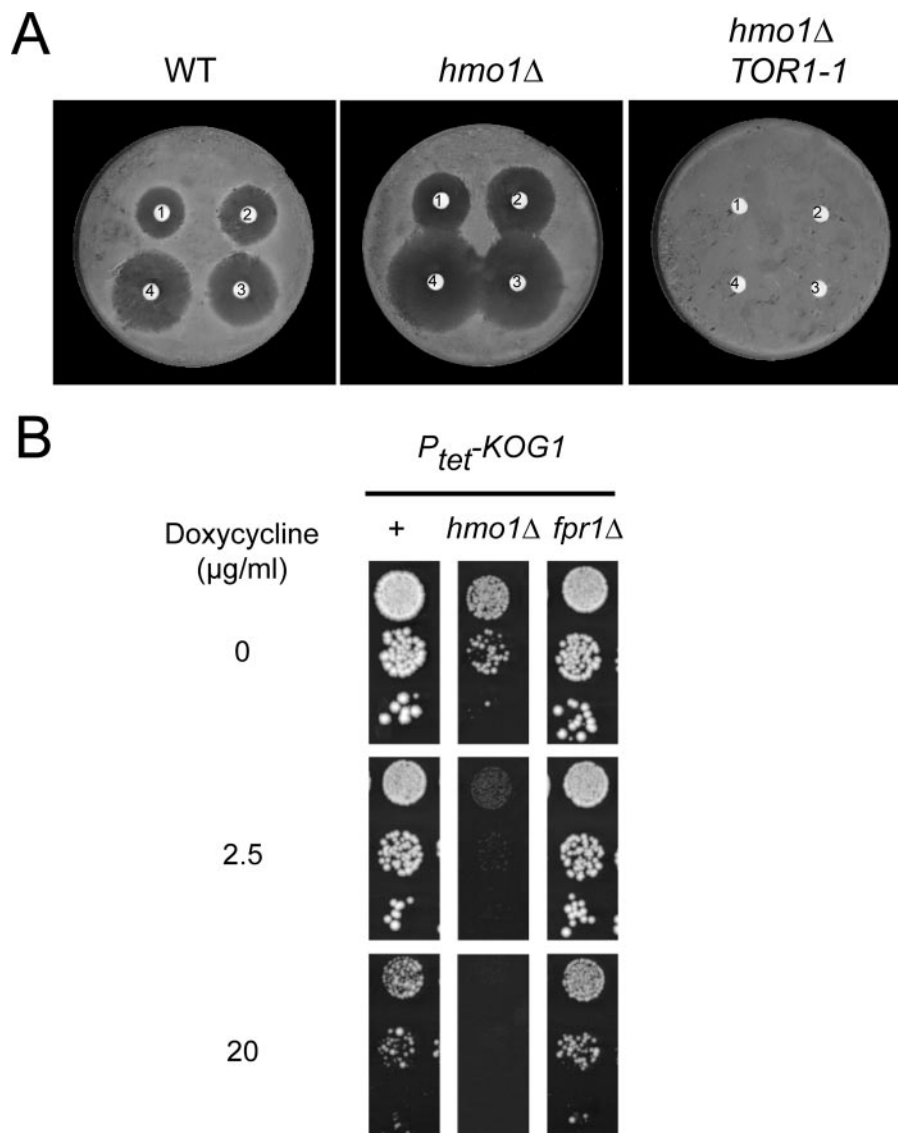 A
WT
hmo1Δ
hmo1Δ
TOR1-1
1
2
4
3
1
2
4
3
1
2
4
3
B
Ptet-KOG1
Doxycycline
(µg/ml)
+
hmo1Δ
fpr1Δ
0
2.5
20